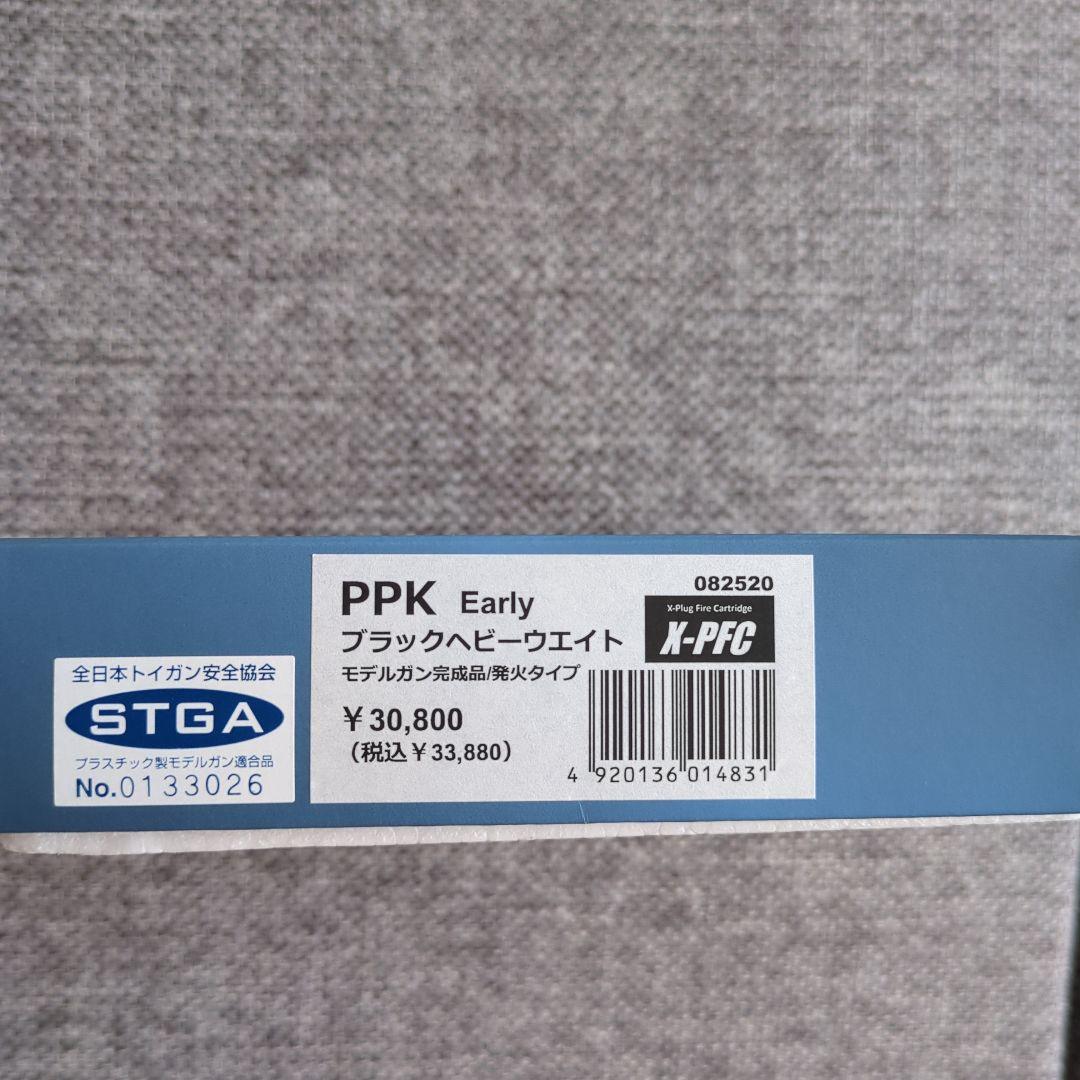 PPK Early
082520
X-Plug Fire Cartridge
X-PFC
ブラックヘビーウエイト
モデルガン完成品/発火タイプ
￥30,800
（税込￥33,880）
4 920136 014831
全日本トイガン安全協会
STGA
プラスチック製モデルガン適合品
No.0133026